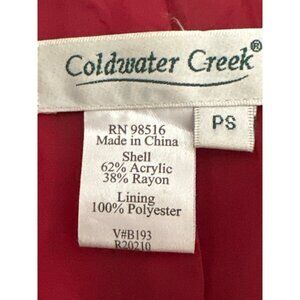 Coldwater Creek®
PS
RN 98516
Made in China
Shell
62% Acrylic
38% Rayon
Lining
100% Polyester
V#B193
R20210